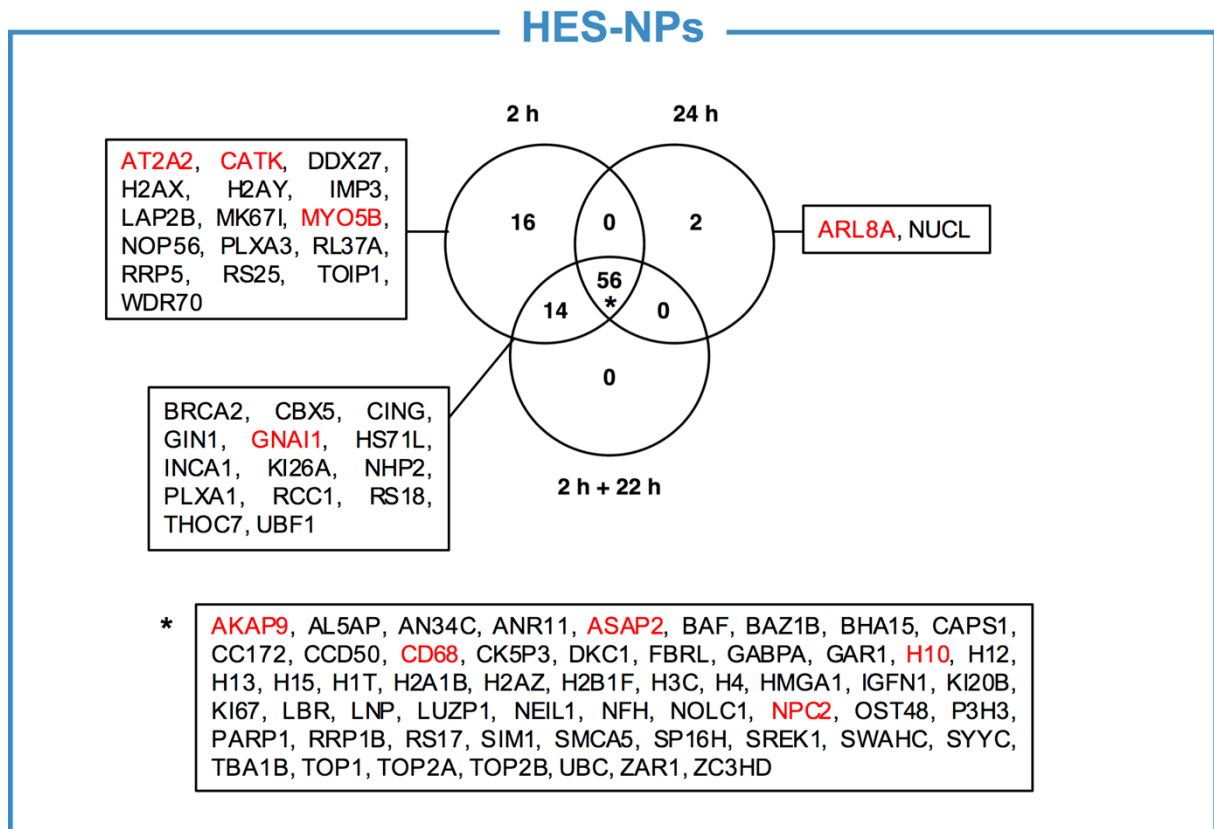 HES-NPs
2 h
24 h
AT2A2, CATK, DDX27,
H2AX, H2AY, IMP3,
LAP2B, MK67I, MYO5B,
NOP56, PLXA3, RL37A,
RRP5, RS25, TOIP1,
WDR70
16
0
2
ARL8A, NUCL
56
*
14
0
0
BRCA2, CBX5, CING,
GIN1, GNAI1, HS71L,
INCA1, KI26A, NHP2,
PLXA1, RCC1, RS18,
THOC7, UBF1
2 h + 22 h
*
AKAP9, AL5AP, AN34C, ANR11, ASAP2, BAF, BAZ1B, BHA15, CAPS1,
CC172, CCD50, CD68, CK5P3, DKC1, FBRL, GABPA, GAR1, H10, H12,
H13, H15, H1T, H2A1B, H2AZ, H2B1F, H3C, H4, HMGA1, IGFN1, KI20B,
KI67, LBR, LNP, LUZP1, NEIL1, NFH, NOLC1, NPC2, OST48, P3H3,
PARP1, RRP1B, RS17, SIM1, SMCA5, SP16H, SREK1, SWAHC, SYYC,
TBA1B, TOP1, TOP2A, TOP2B, UBC, ZAR1, ZC3HD